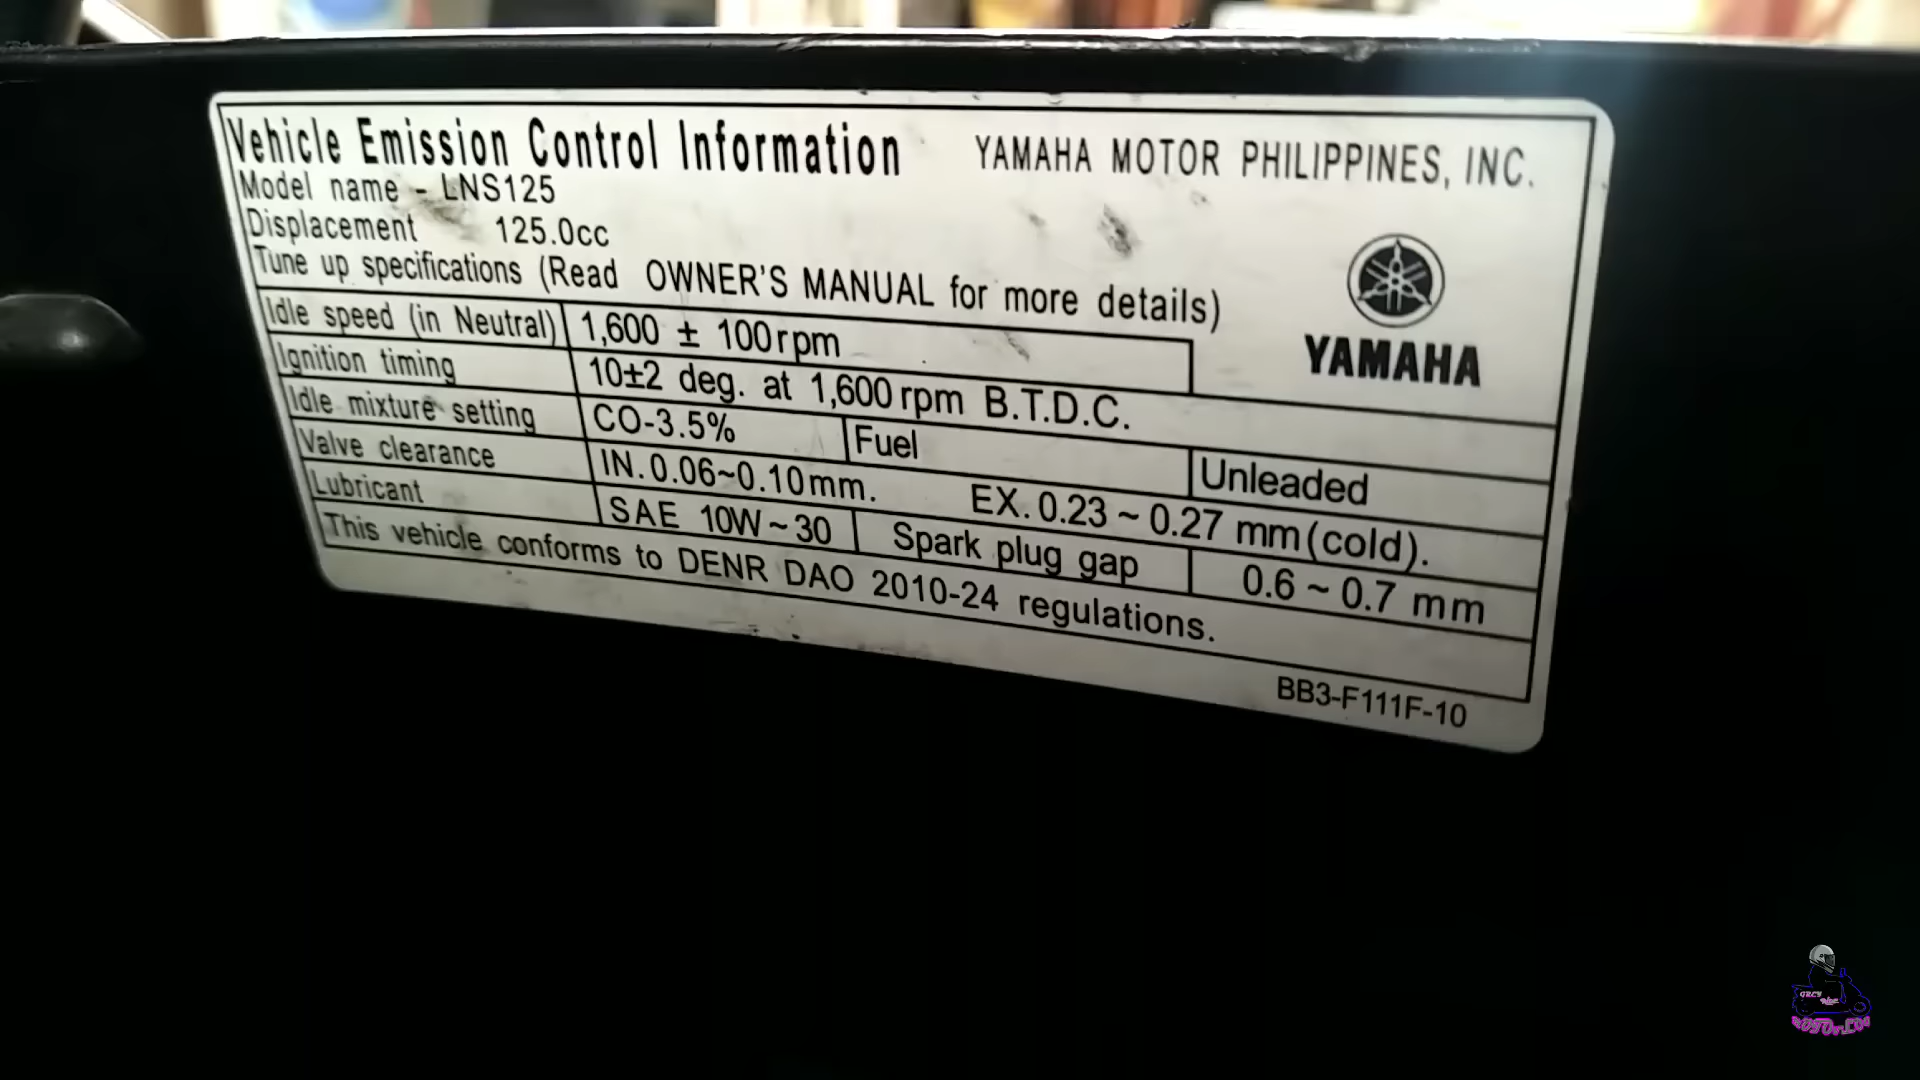 Vehicle Emission Control Information YAMAHA MOTOR PHILIPPINES, INC.
Model name - LNS125
Displacement 125.0cc
Tune up specifications (Read OWNER'S MANUAL for more details)
YAMAHA
Idle speed (in Neutral) 1,600 ± 100rpm
Ignition timing 10±2 deg. at 1,600rpm B.T.D.C.
Idle mixture setting CO-3.5% Fuel Unleaded
Valve clearance IN. 0.06~0.10mm. EX. 0.23 ~ 0.27 mm(cold).
Lubricant SAE 10W~30 Spark plug gap 0.6 ~ 0.7 mm
This vehicle conforms to DENR DAO 2010-24 regulations.
BB3-F111F-10